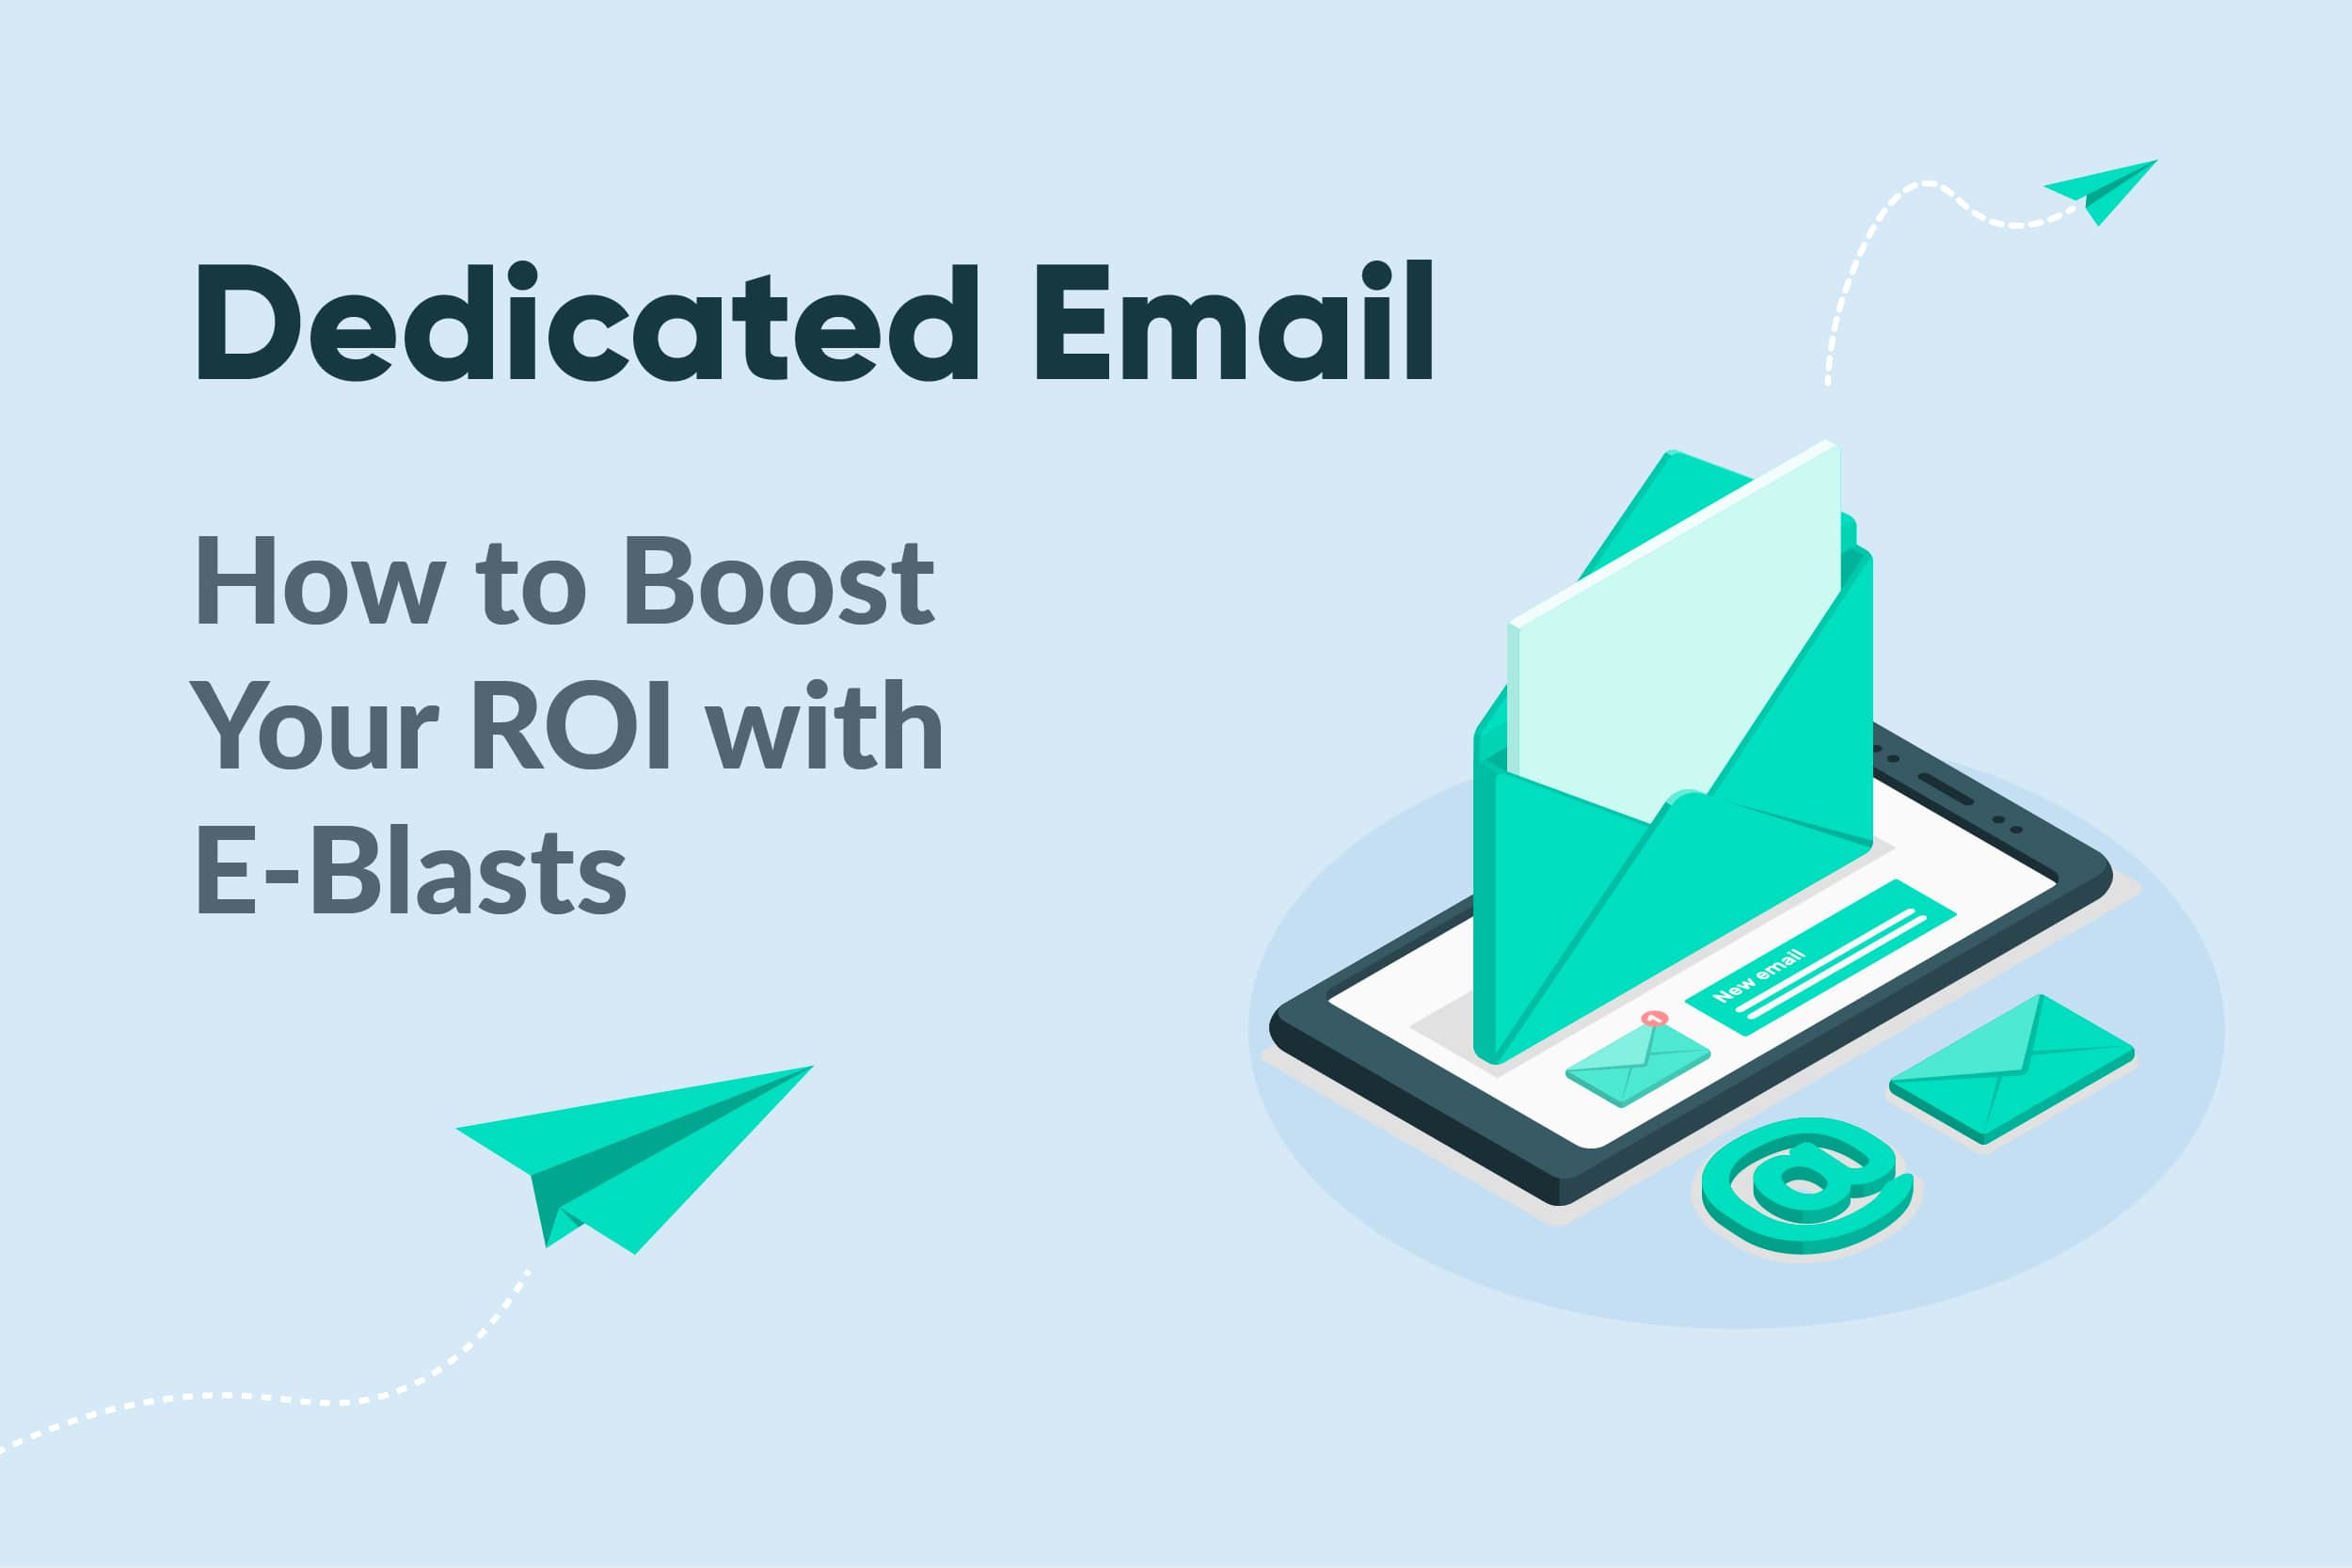 Dedicated Email
How to Boost
Your ROI with
E-Blasts
New email
@